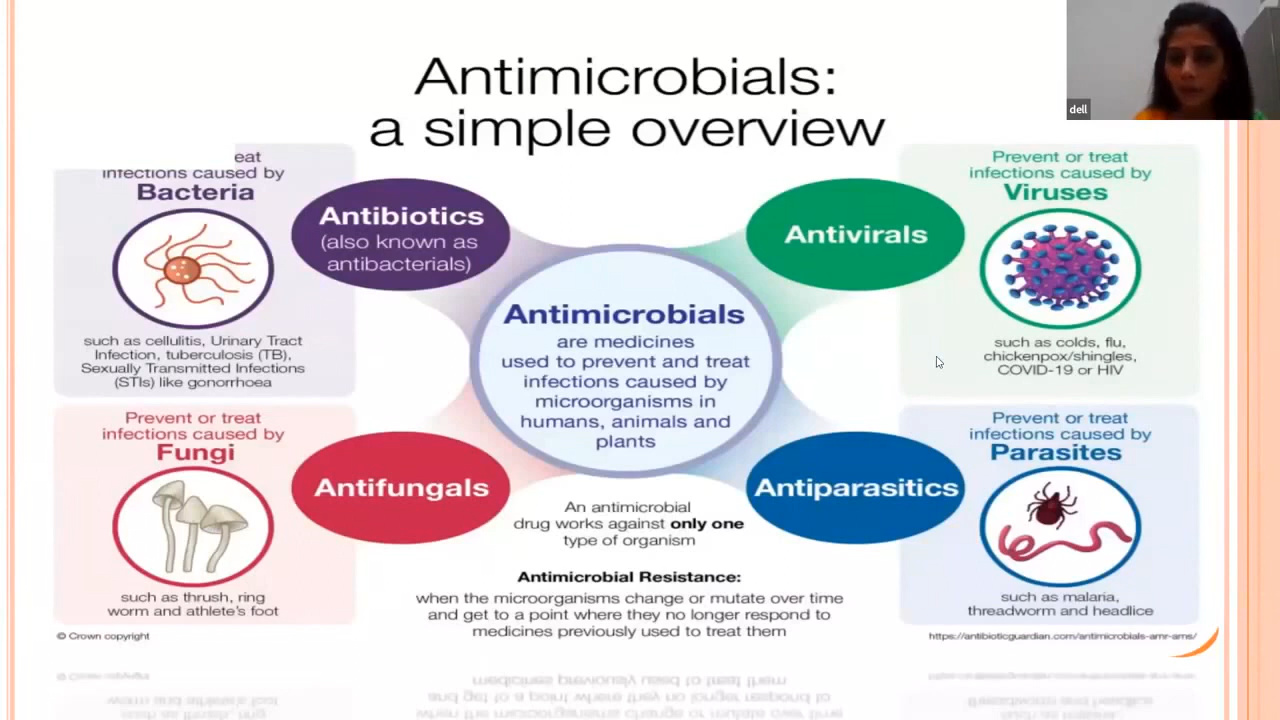 Antimicrobials:
a simple overview
dell
eat
infections caused by
Bacteria
such as cellulitis, Urinary Tract
Infection, tuberculosis (TB),
Sexually Transmitted Infections
(STIs) like gonorrhoea
Antibiotics
(also known as
antibacterials)
Antivirals
Prevent or treat
infections caused by
Viruses
such as colds, flu,
chickenpox/shingles,
COVID-19 or HIV
Antimicrobials
are medicines
used to prevent and treat
infections caused by
microorganisms in
humans, animals and
plants
Prevent or treat
infections caused by
Fungi
such as thrush, ring
worm and athlete's foot
Antifungals
Antiparasitics
Prevent or treat
infections caused by
Parasites
such as malaria,
threadworm and headlice
An antimicrobial
drug works against only one
type of organism
Antimicrobial Resistance:
when the microorganisms change or mutate over time
and get to a point where they no longer respond to
medicines previously used to treat them
© Crown copyright
https://antibioticguardian.com/antimicrobials-amr-ams/